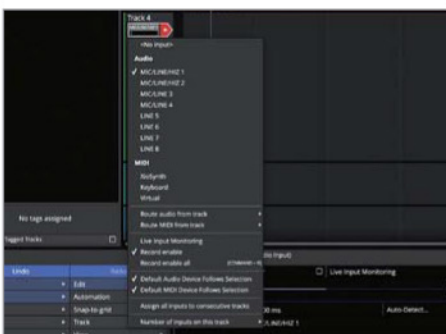 Track 4
<No input>
Audio
✓ MIC/LINE/HIZ 1
MIC/LINE/HIZ 2
MIC/LINE 3
MIC/LINE 4
LINE 5
LINE 6
LINE 7
LINE 8
MIDI
XioSynth
Keyboard
Virtual
Route audio from track
Route MIDI from track
Live Input Monitoring
✓ Record enable
Record enable all
✓ Default Audio Device Follows Selection
✓ Default MIDI Device Follows Selection
Assign all inputs to consecutive tracks
Number of inputs on this track
No tags assigned
Tagged Tracks
Undo
Edit
Automation
Snap-to-grid
Track
Live Input Monitoring
Auto-Detect...